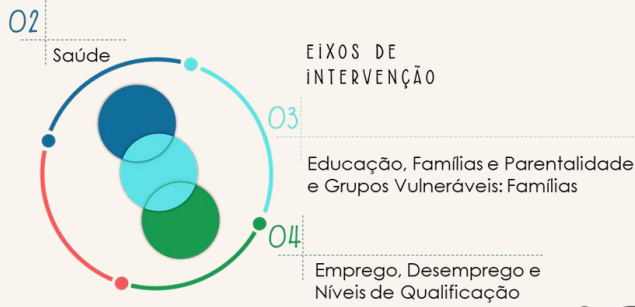 02
Saúde
EiXOS DE
iNTERVENÇÃO
03
Educação, Famílias e Parentalidade
e Grupos Vulneráveis: Famílias
04
Emprego, Desemprego e
Níveis de Qualificação